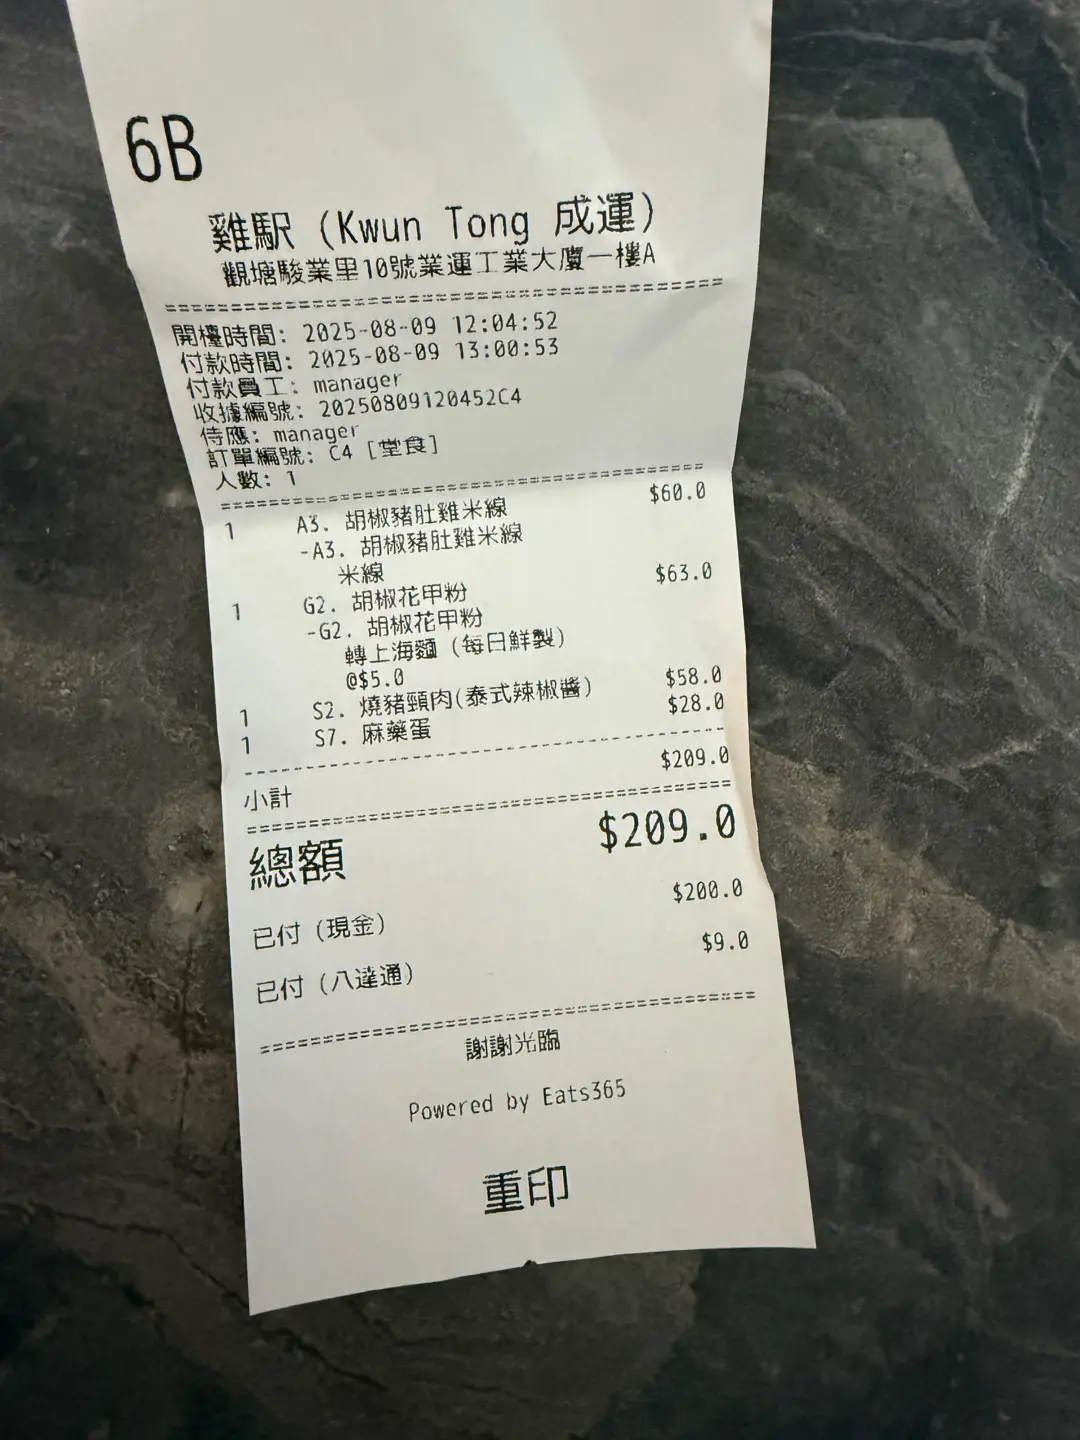 6B
雞駅 (Kwun Tong 成運)
觀塘駿業里10號業運工業大廈一樓A
開檯時間: 2025-08-09 12:04:52
付款時間: 2025-08-09 13:00:53
付款員工: manager
收據編號: 20250809120452C4
侍應: manager
訂單編號: C4 [堂食]
人數: 1
1 A3. 胡椒豬肚雞米線 $60.0
-A3. 胡椒豬肚雞米線
米線
1 G2. 胡椒花甲粉 $63.0
-G2. 胡椒花甲粉
轉上海麵 (每日鮮製)
@$5.0
1 S2. 燒豬頸肉(泰式辣椒醬) $58.0
1 S7. 麻藥蛋 $28.0
小計 $209.0
總額 $209.0
已付 (現金) $200.0
已付 (八達通) $9.0
謝謝光臨
Powered by Eats365
重印